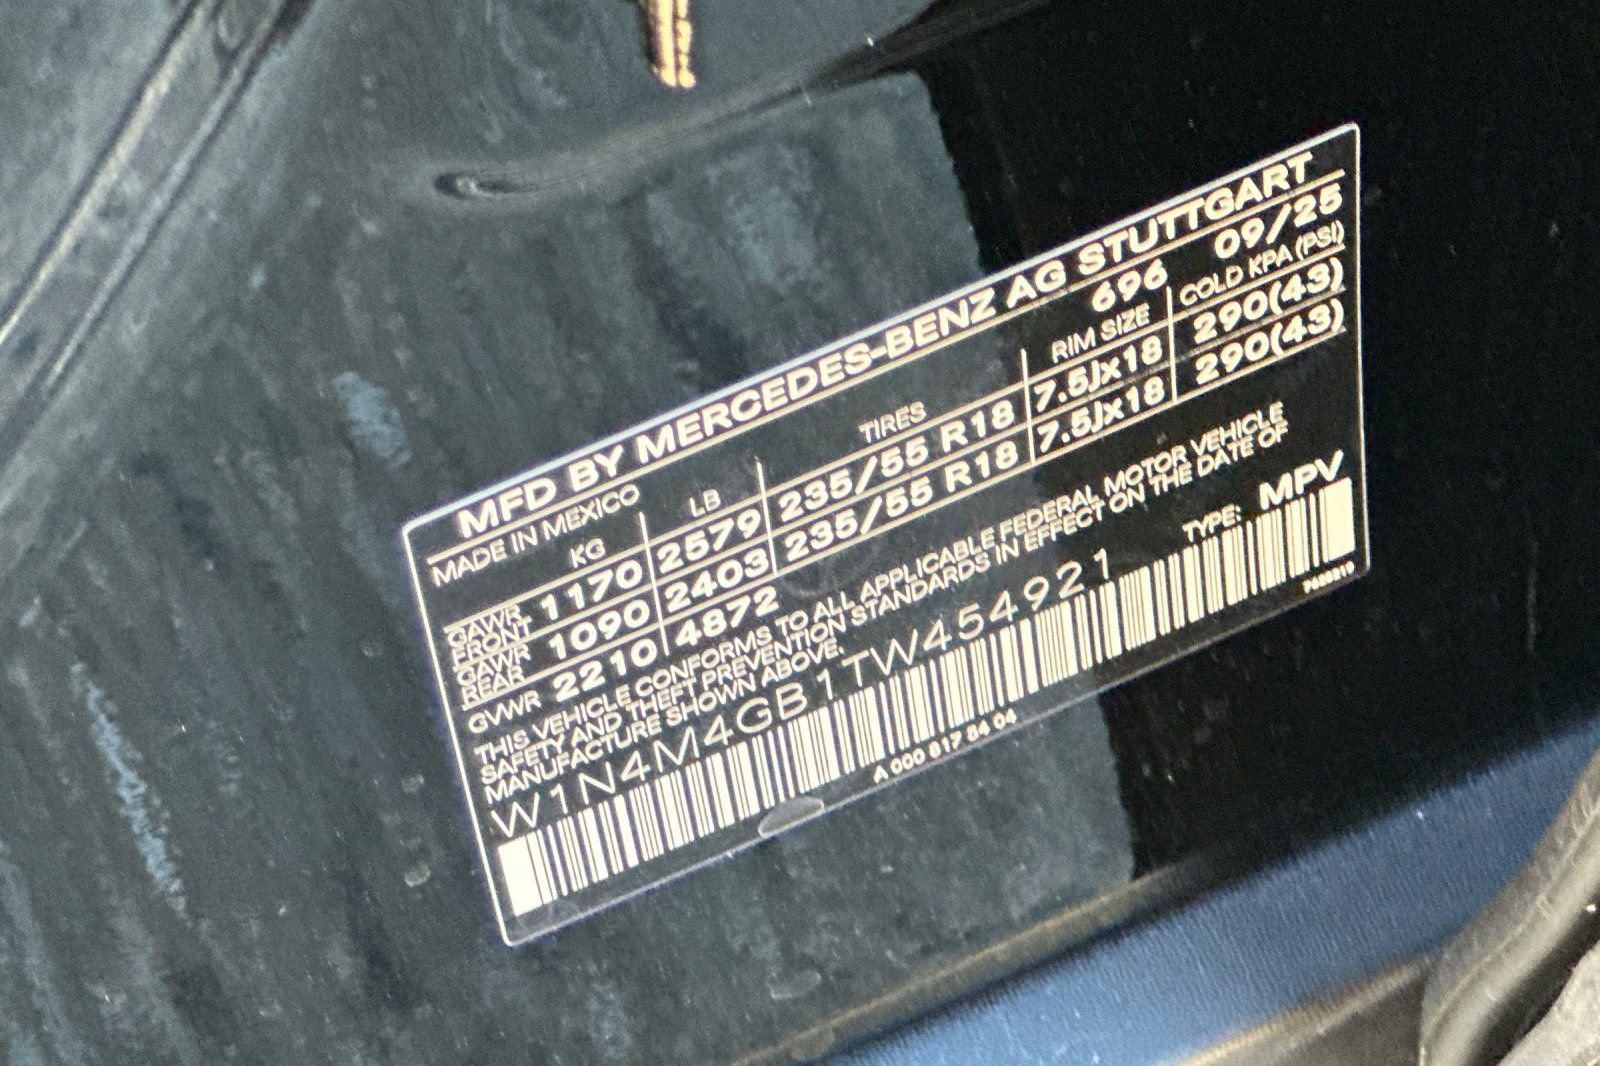 MFD BY MERCEDES-BENZ AG STUTTGART
MADE IN MEXICO 696 09/25
KG LB TIRES RIM SIZE COLD KPA (PSI)
GAWR FRONT 1170 2579 235/55 R18 7.5Jx18 290(43)
GAWR REAR 1090 2403 235/55 R18 7.5Jx18 290(43)
GVWR 2210 4872
THIS VEHICLE CONFORMS TO ALL APPLICABLE FEDERAL MOTOR VEHICLE
SAFETY AND THEFT PREVENTION STANDARDS IN EFFECT ON THE DATE OF
MANUFACTURE SHOWN ABOVE.
W1N4M4GB1TW454921 TYPE: MPV
A 000 817 84 04